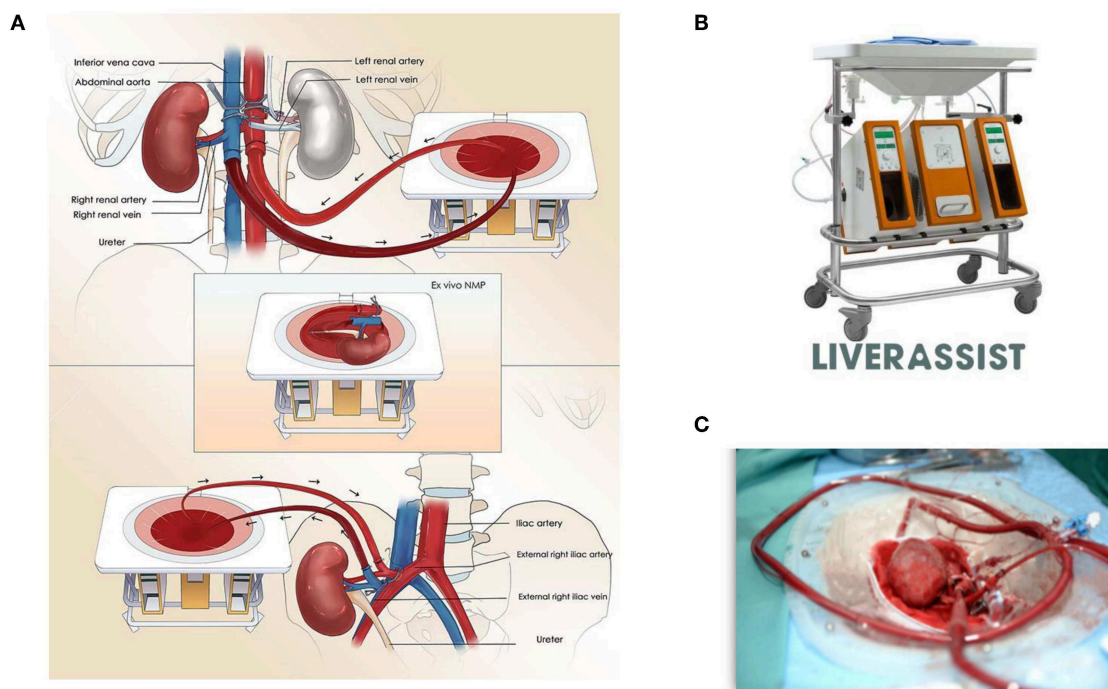 A
Inferior vena cava
Abdominal aorta
Left renal artery
Left renal vein
Right renal artery
Right renal vein
Ureter
Ex vivo NMP
Iliac artery
External right iliac artery
External right iliac vein
Ureter
B
LIVERASSIST
C